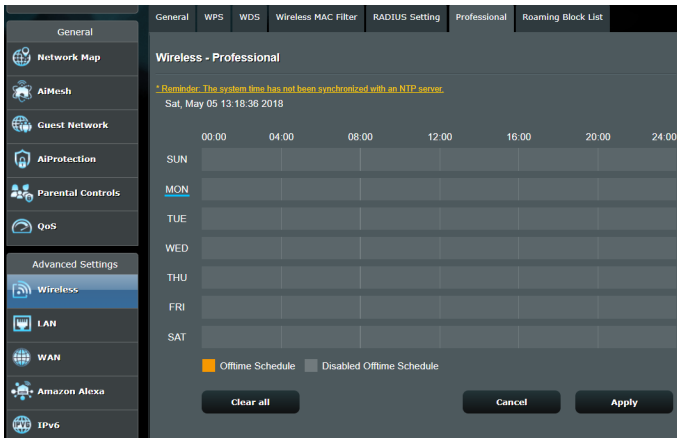 General WPS WDS Wireless MAC Filter RADIUS Setting Professional Roaming Block List
General
Network Map
AiMesh
Guest Network
AiProtection
Parental Controls
QoS
Advanced Settings
Wireless
LAN
WAN
Amazon Alexa
IPv6
Wireless - Professional
* Reminder: The system time has not been synchronized with an NTP server.
Sat, May 05 13:18:36 2018
00:00 04:00 08:00 12:00 16:00 20:00 24:00
SUN
MON
TUE
WED
THU
FRI
SAT
Offtime Schedule Disabled Offtime Schedule
Clear all Cancel Apply